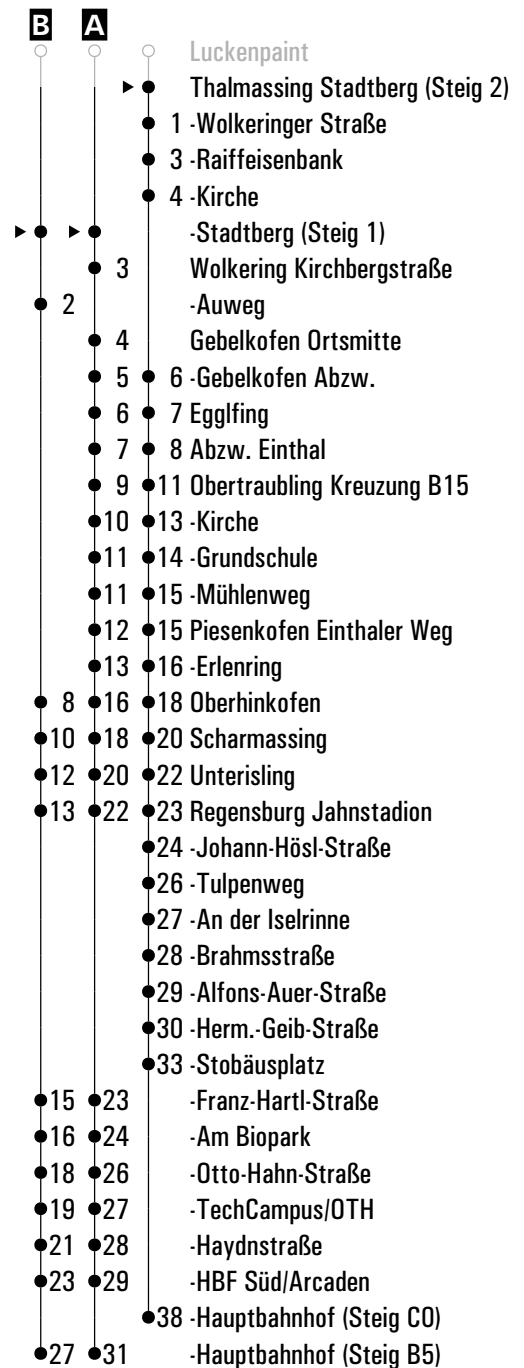 B A
Luckenpaint
Thalmassing Stadtberg (Steig 2)
1 -Wolkeringer Straße
3 -Raiffeisenbank
4 -Kirche
-Stadtberg (Steig 1)
3 Wolkering Kirchbergstraße
2 -Auweg
4 Gebelkofen Ortsmitte
5 6 -Gebelkofen Abzw.
6 7 Egglfing
7 8 Abzw. Einthal
9 11 Obertraubling Kreuzung B15
10 13 -Kirche
11 14 -Grundschule
11 15 -Mühlenweg
12 15 Piesenkofen Einthaler Weg
13 16 -Erlenring
8 16 18 Oberhinkofen
10 18 20 Scharmassing
12 20 22 Unterisling
13 22 23 Regensburg Jahnstadion
24 -Johann-Hösl-Straße
26 -Tulpenweg
27 -An der Iselrinne
28 -Brahmsstraße
29 -Alfons-Auer-Straße
30 -Herm.-Geib-Straße
33 -Stobäusplatz
15 23 -Franz-Hartl-Straße
16 24 -Am Biopark
18 26 -Otto-Hahn-Straße
19 27 -TechCampus/OTH
21 28 -Haydnstraße
23 29 -HBF Süd/Arcaden
38 -Hauptbahnhof (Steig C0)
27 31 -Hauptbahnhof (Steig B5)